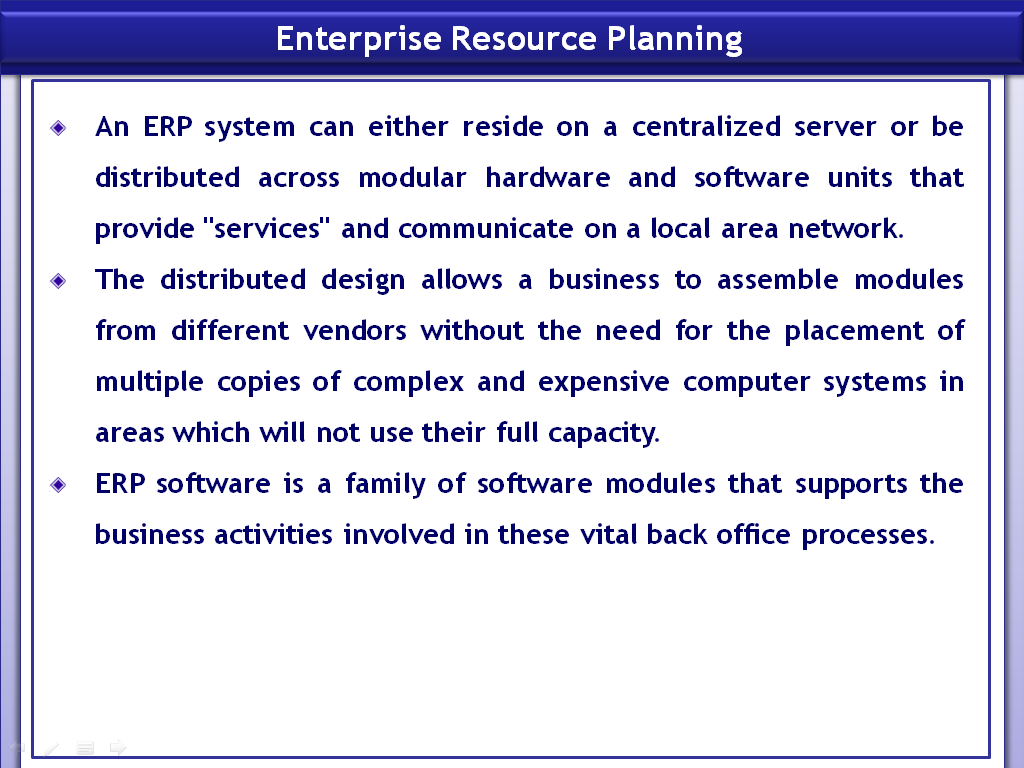 Enterprise Resource Planning
An ERP system can either reside on a centralized server or be
distributed across modular hardware and software units that
provide "services" and communicate on a local area network.
The distributed design allows a business to assemble modules
from different vendors without the need for the placement of
multiple copies of complex and expensive computer systems in
areas which will not use their full capacity.
ERP software is a family of software modules that supports the
business activities involved in these vital back office processes.